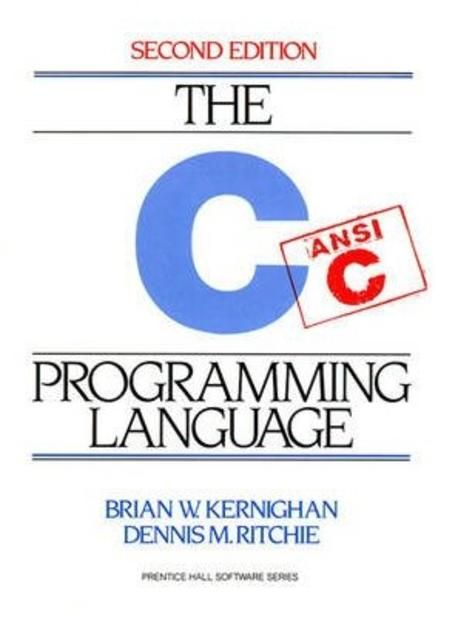 SECOND EDITION
THE
C
ANSI
C
PROGRAMMING
LANGUAGE
BRIAN W. KERNIGHAN
DENNIS M. RITCHIE
PRENTICE HALL SOFTWARE SERIES